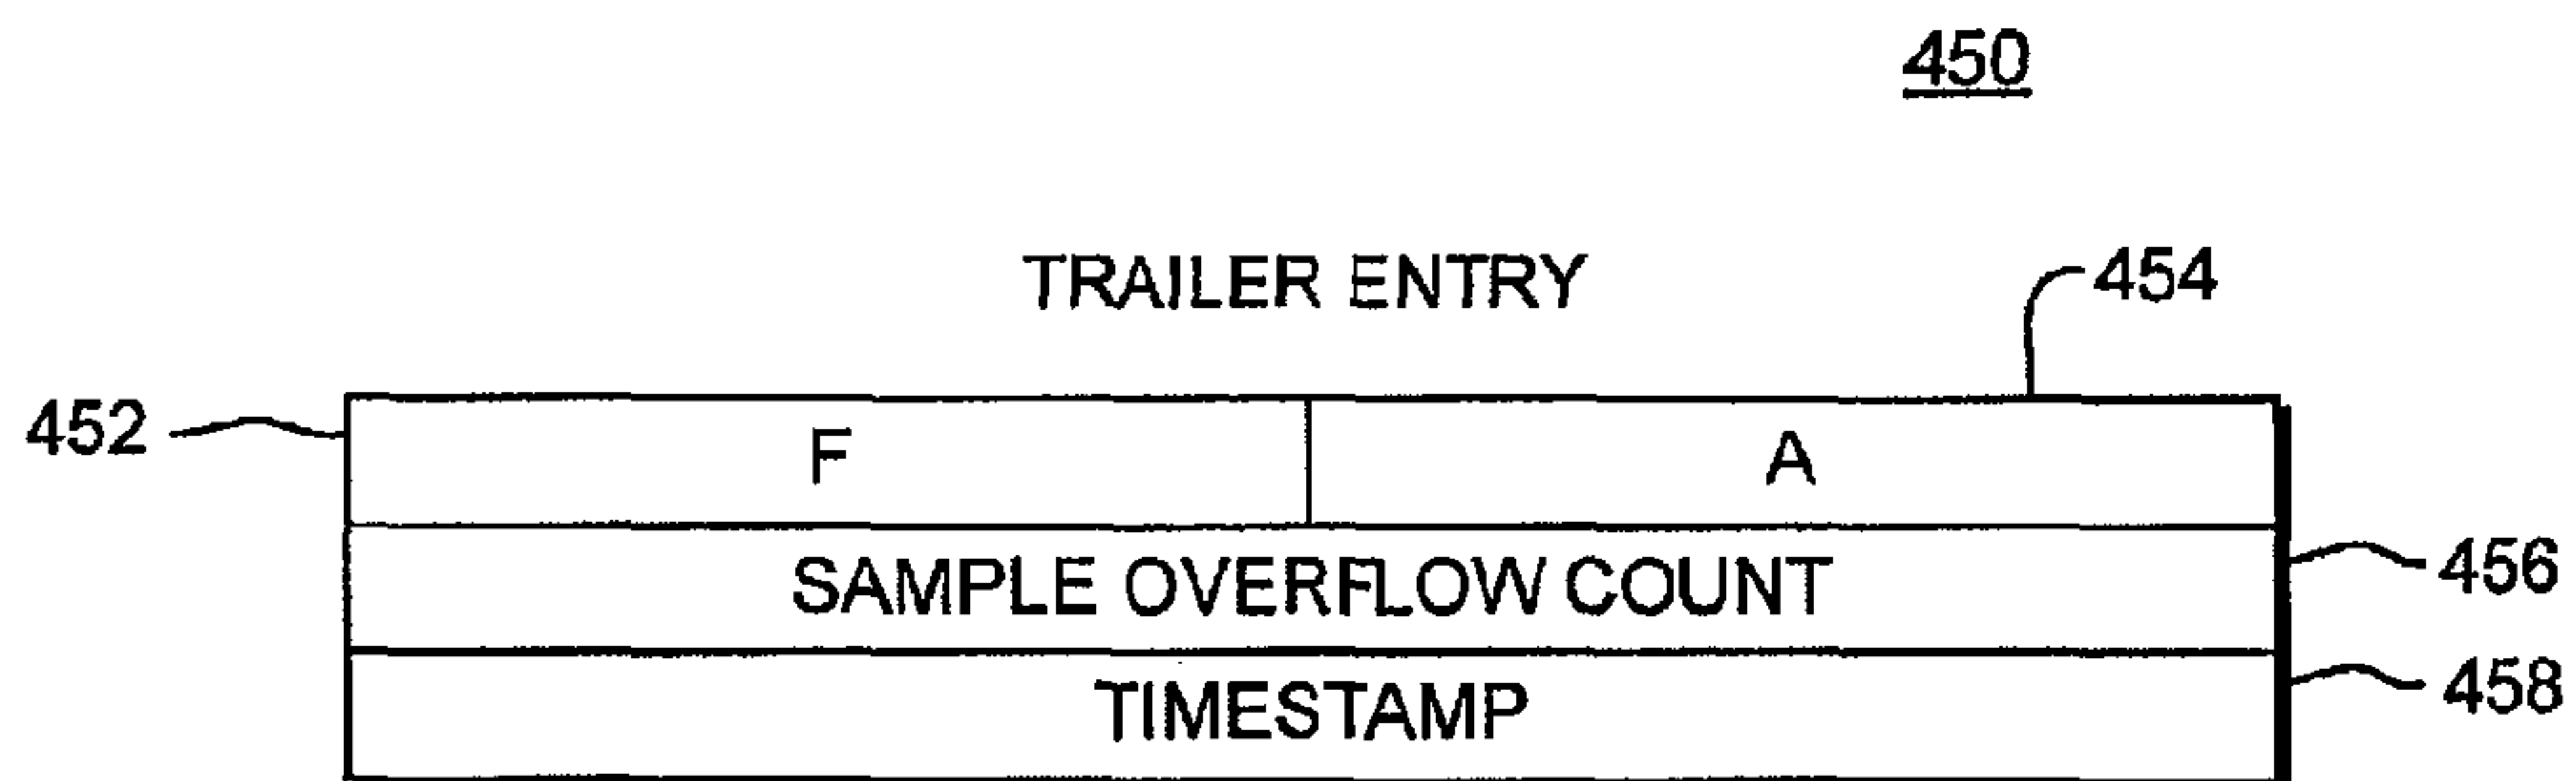 450
TRAILER ENTRY
454
452
F
A
SAMPLE OVERFLOW COUNT
456
TIMESTAMP
458